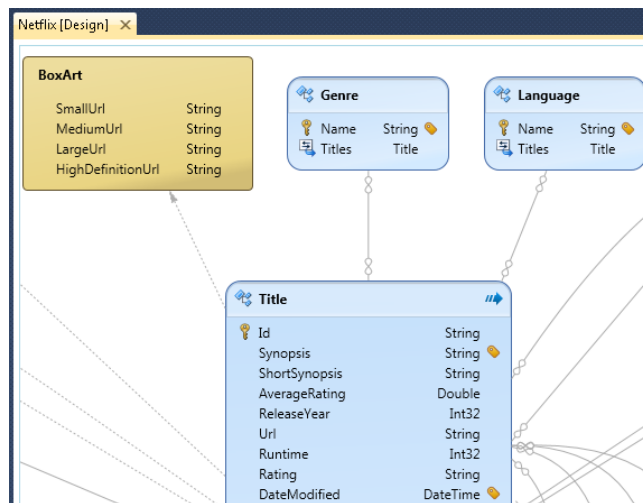 Netflix [Design]
BoxArt
SmallUrl String
MediumUrl String
LargeUrl String
HighDefinitionUrl String
Genre
Name String
Titles Title
Language
Name String
Titles Title
Title
Id String
Synopsis String
ShortSynopsis String
AverageRating Double
ReleaseYear Int32
Url String
Runtime Int32
Rating String
DateModified DateTime